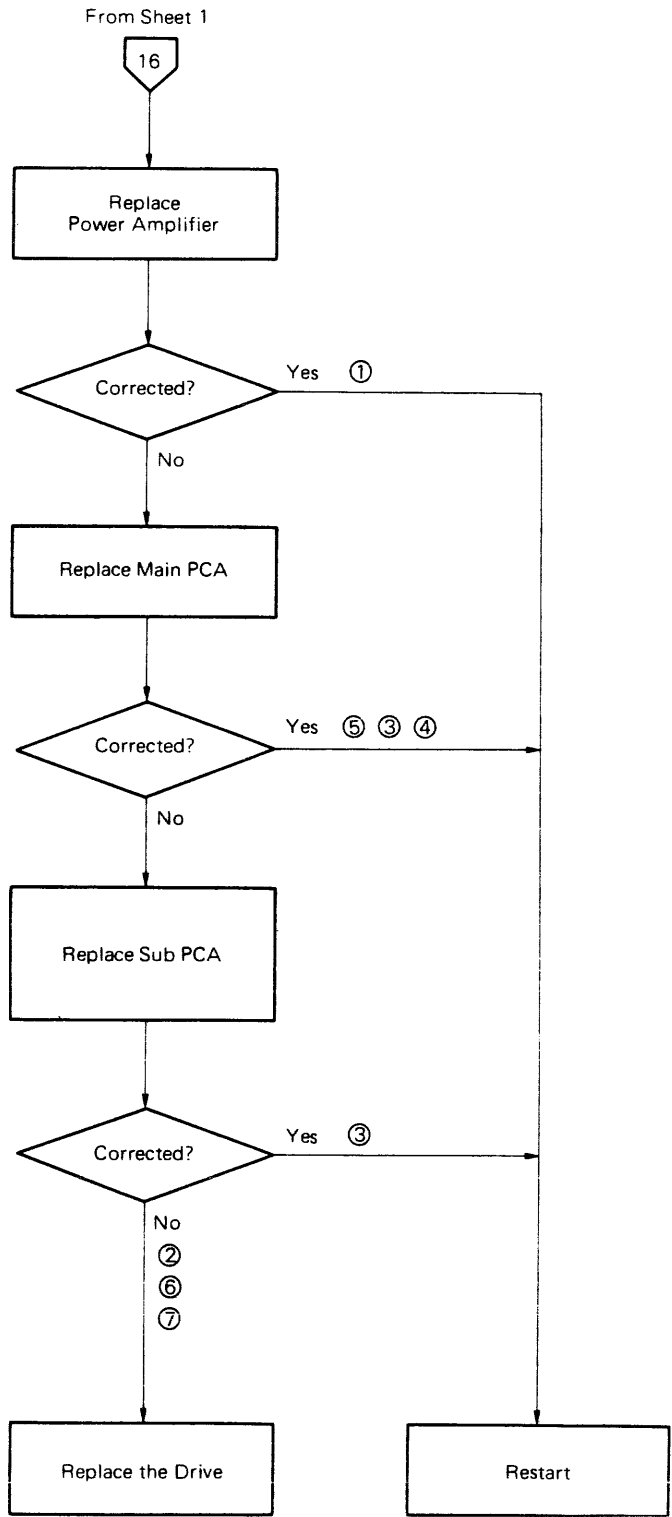 From Sheet 1
16
Replace
Power Amplifier
Corrected?
Yes ①
No
Replace Main PCA
Corrected?
Yes ⑤ ③ ④
No
Replace Sub PCA
Corrected?
Yes ③
No
②
⑥
⑦
Replace the Drive
Restart